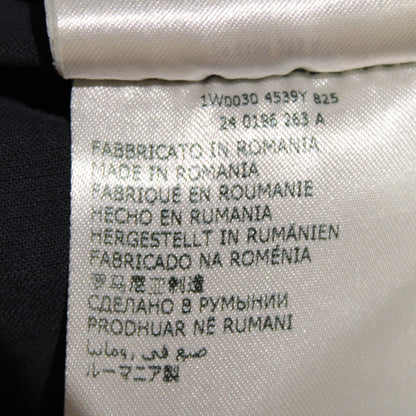 1W0030 4539Y 825
24 0186 263 A
FABBRICATO IN ROMANIA
MADE IN ROMANIA
FABRIQUÉ EN ROUMANIE
HECHO EN RUMANIA
HERGESTELLT IN RUMÄNIEN
FABRICADO NA ROMÉNIA
罗马尼亚制造
СДЕЛАНО В РУМЫНИИ
PRODHUAR NË RUMANI
صنع في رومانيا
ルーマニア製